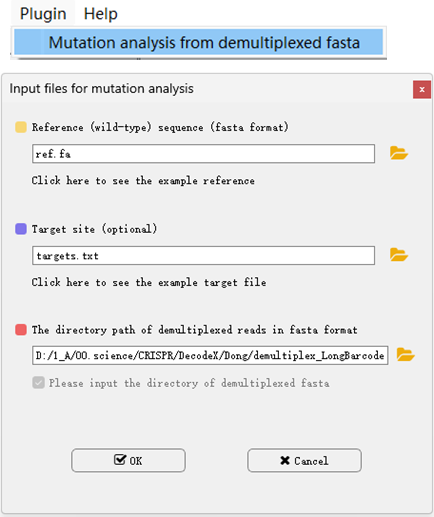 Plugin Help
Mutation analysis from demultiplexed fasta
Input files for mutation analysis
x
Reference (wild-type) sequence (fasta format)
ref.fa
Click here to see the example reference
Target site (optional)
targets.txt
Click here to see the example target file
The directory path of demultiplexed reads in fasta format
D:/1_A/00.science/CRISPR/DecodeX/Dong/demultiplex_LongBarcode
Please input the directory of demultiplexed fasta
OK Cancel